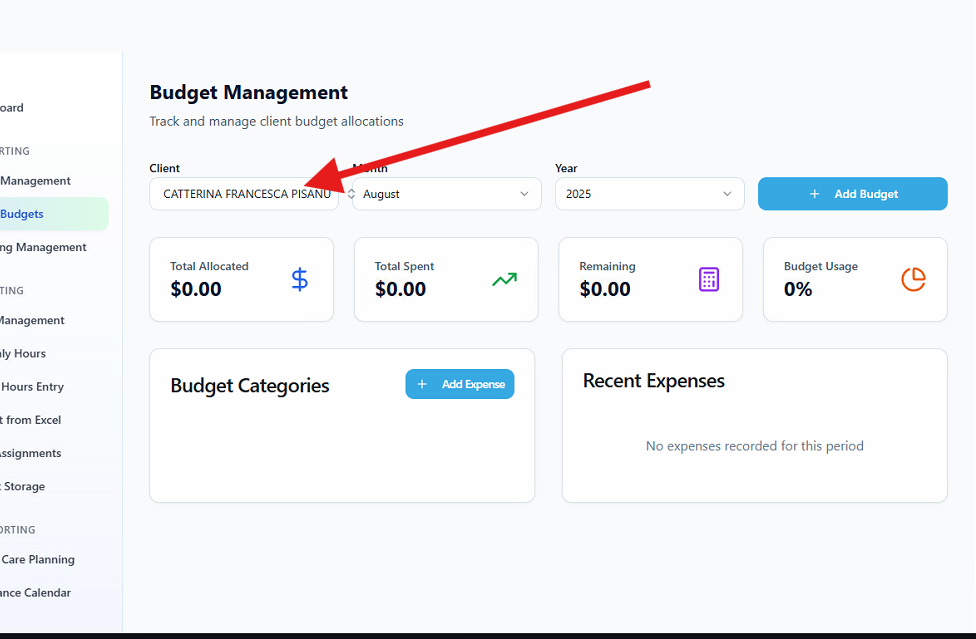 oard
RTING
Management
Budgets
ng Management
TING
Management
ly Hours
Hours Entry
t from Excel
Assignments
Storage
ORTING
Care Planning
ance Calendar
Budget Management
Track and manage client budget allocations
Client
CATTERINA FRANCESCA PISANU
Month
August
Year
2025
+ Add Budget
Total Allocated
$0.00
$
Total Spent
$0.00
Remaining
$0.00
Budget Usage
0%
Budget Categories
+ Add Expense
Recent Expenses
No expenses recorded for this period